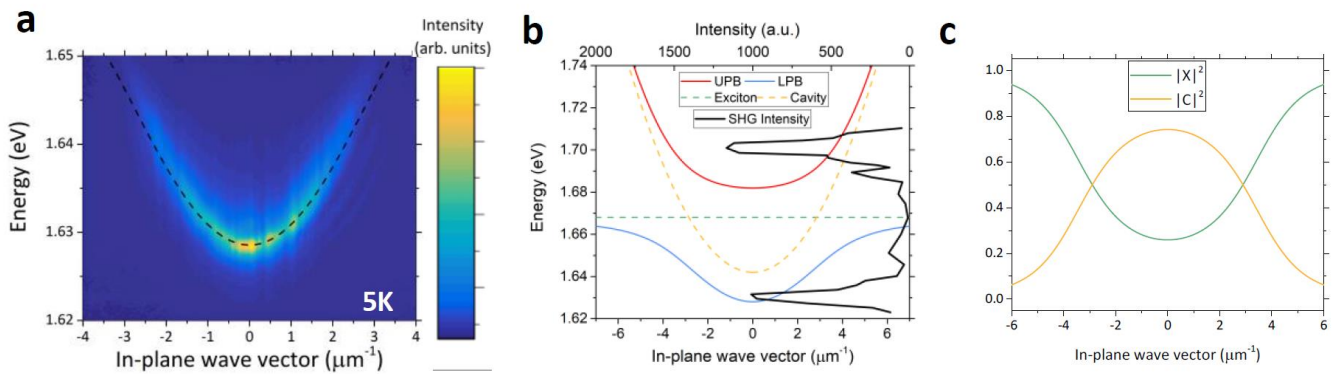 a
Intensity
(arb. units)
1.65
1.64
1.63
1.62
Energy (eV)
5K
-4 -3 -2 -1 0 1 2 3 4
In-plane wave vector (μm⁻¹)
b
Intensity (a.u.)
2000 1500 1000 500 0
1.74
1.72
1.70
1.68
1.66
1.64
1.62
Energy (eV)
UPB LPB
Exciton Cavity
SHG Intensity
-6 -4 -2 0 2 4 6
In-plane wave vector (μm⁻¹)
c
1.0
0.8
0.6
0.4
0.2
0.0
|X|²
|C|²
-6 -4 -2 0 2 4 6
In-plane wave vector (μm⁻¹)